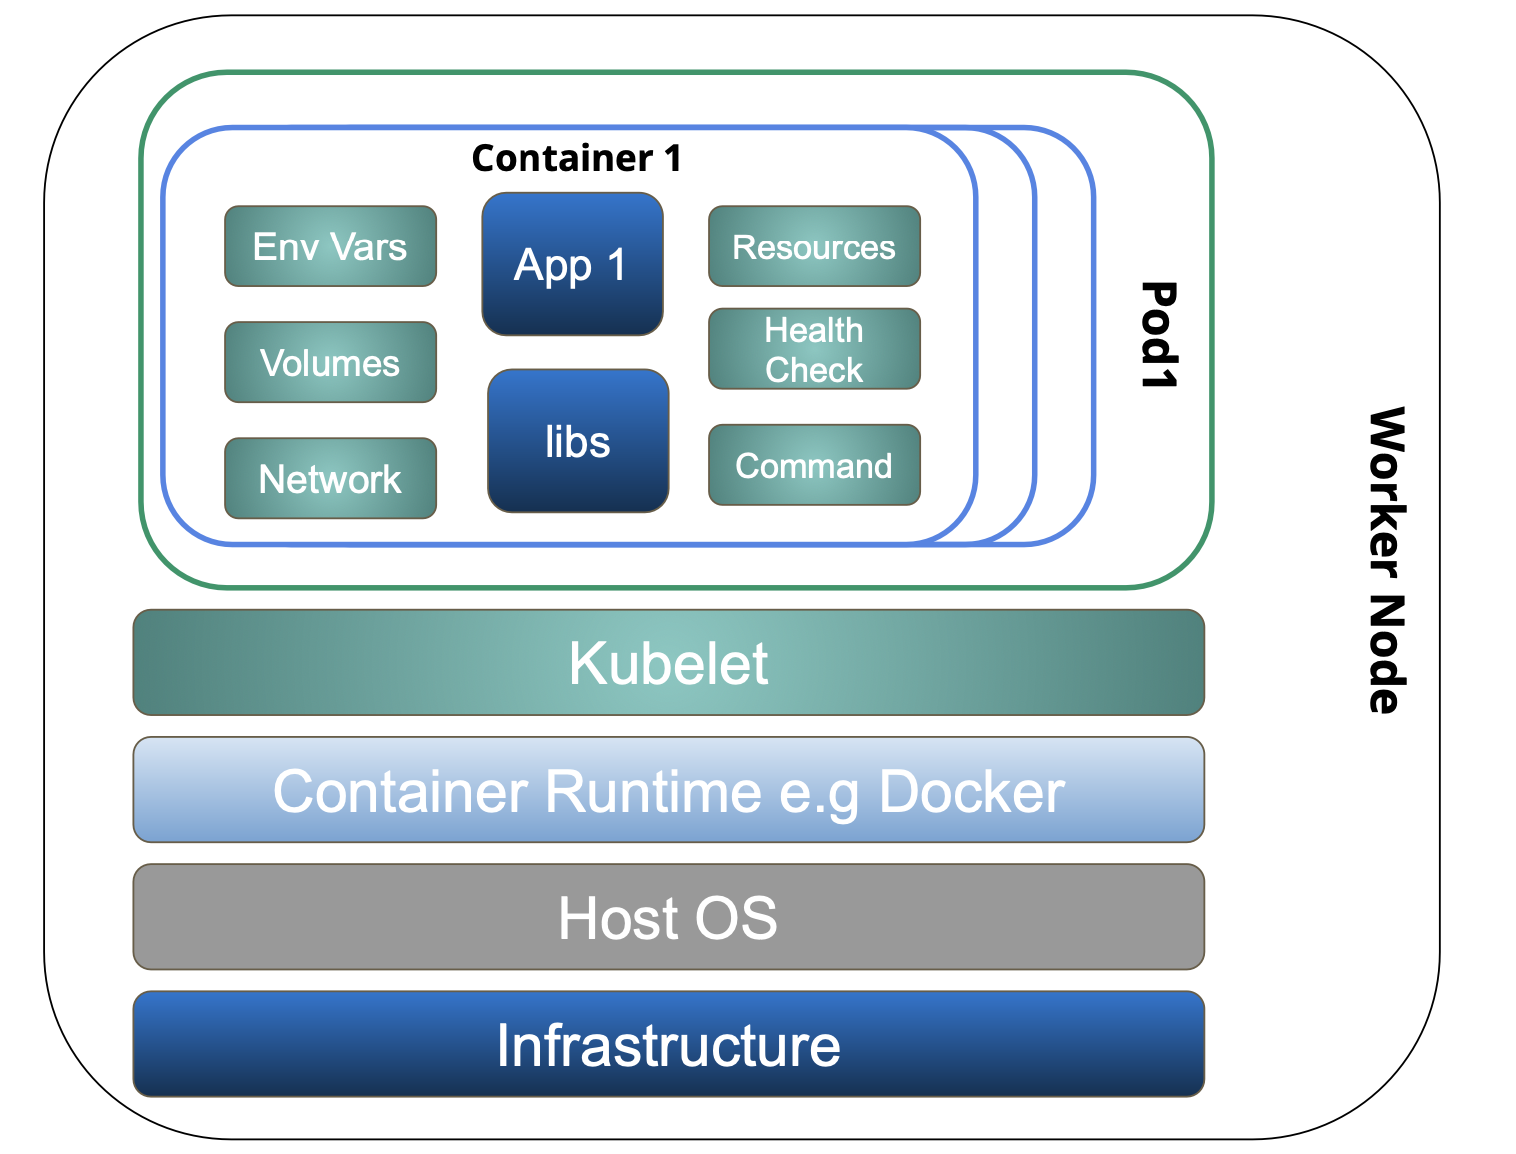 Container 1
Env Vars
App 1
Resources
Volumes
Health
Check
libs
Network
Command
Pod1
Worker Node
Kubelet
Container Runtime e.g Docker
Host OS
Infrastructure